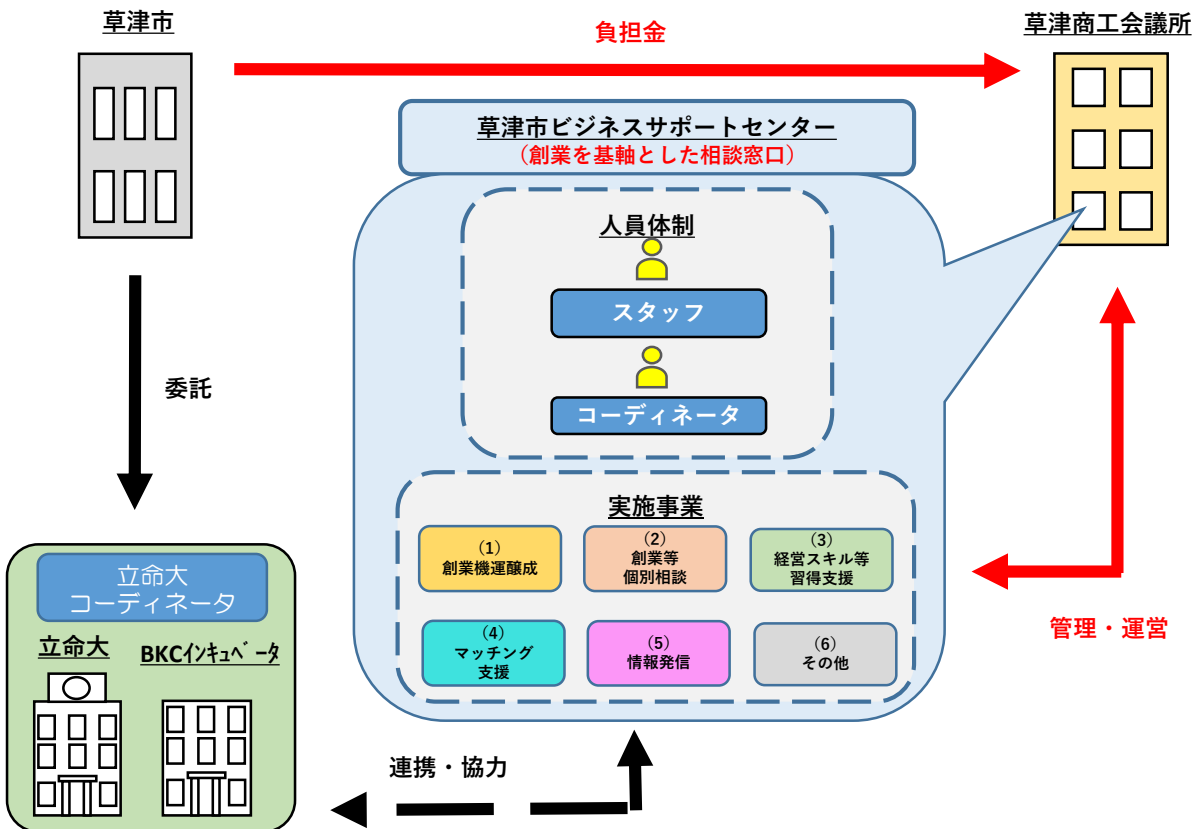 草津市
負担金
草津商工会議所
草津市ビジネスサポートセンター
（創業を基軸とした相談窓口）
人員体制
スタッフ
コーディネータ
委託
実施事業
(1)
創業機運醸成
(2)
創業等
個別相談
(3)
経営スキル等
習得支援
(4)
マッチング
支援
(5)
情報発信
(6)
その他
管理・運営
立命大
コーディネータ
立命大
BKCｲﾝｷｭﾍﾞｰﾀ
連携・協力